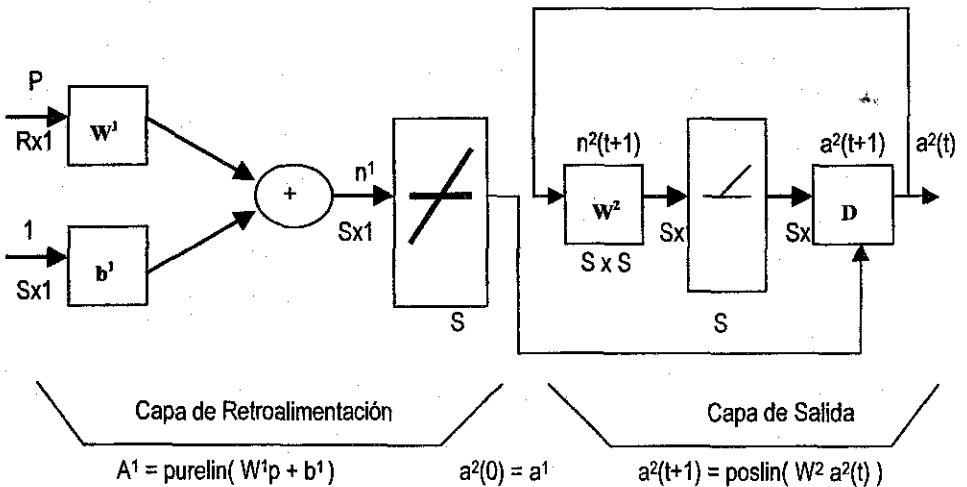 P
W¹
Rx1
1
b¹
Sx1
+
n¹
Sx1
S
n²(t+1)
W²
S x S
Sx
S
Sx
a²(t+1)
D
a²(t)
Capa de Retroalimentación
Capa de Salida
A¹ = purelin( W¹p + b¹ )
a²(0) = a¹
a²(t+1) = poslin( W² a²(t) )